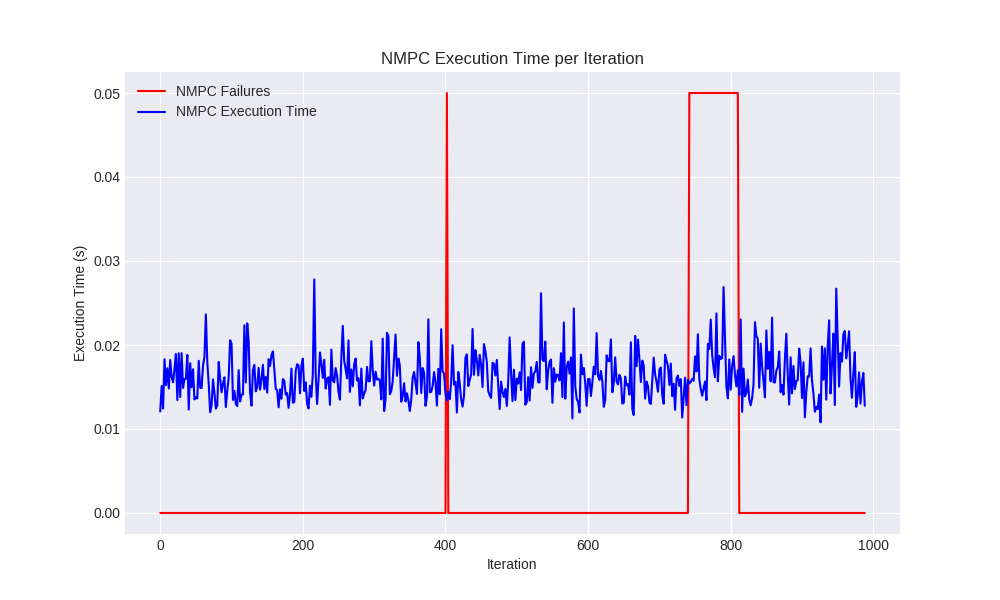 NMPC Execution Time per Iteration
NMPC Failures
NMPC Execution Time
Execution Time (s)
0.05
0.04
0.03
0.02
0.01
0.00
0 200 400 600 800 1000
Iteration